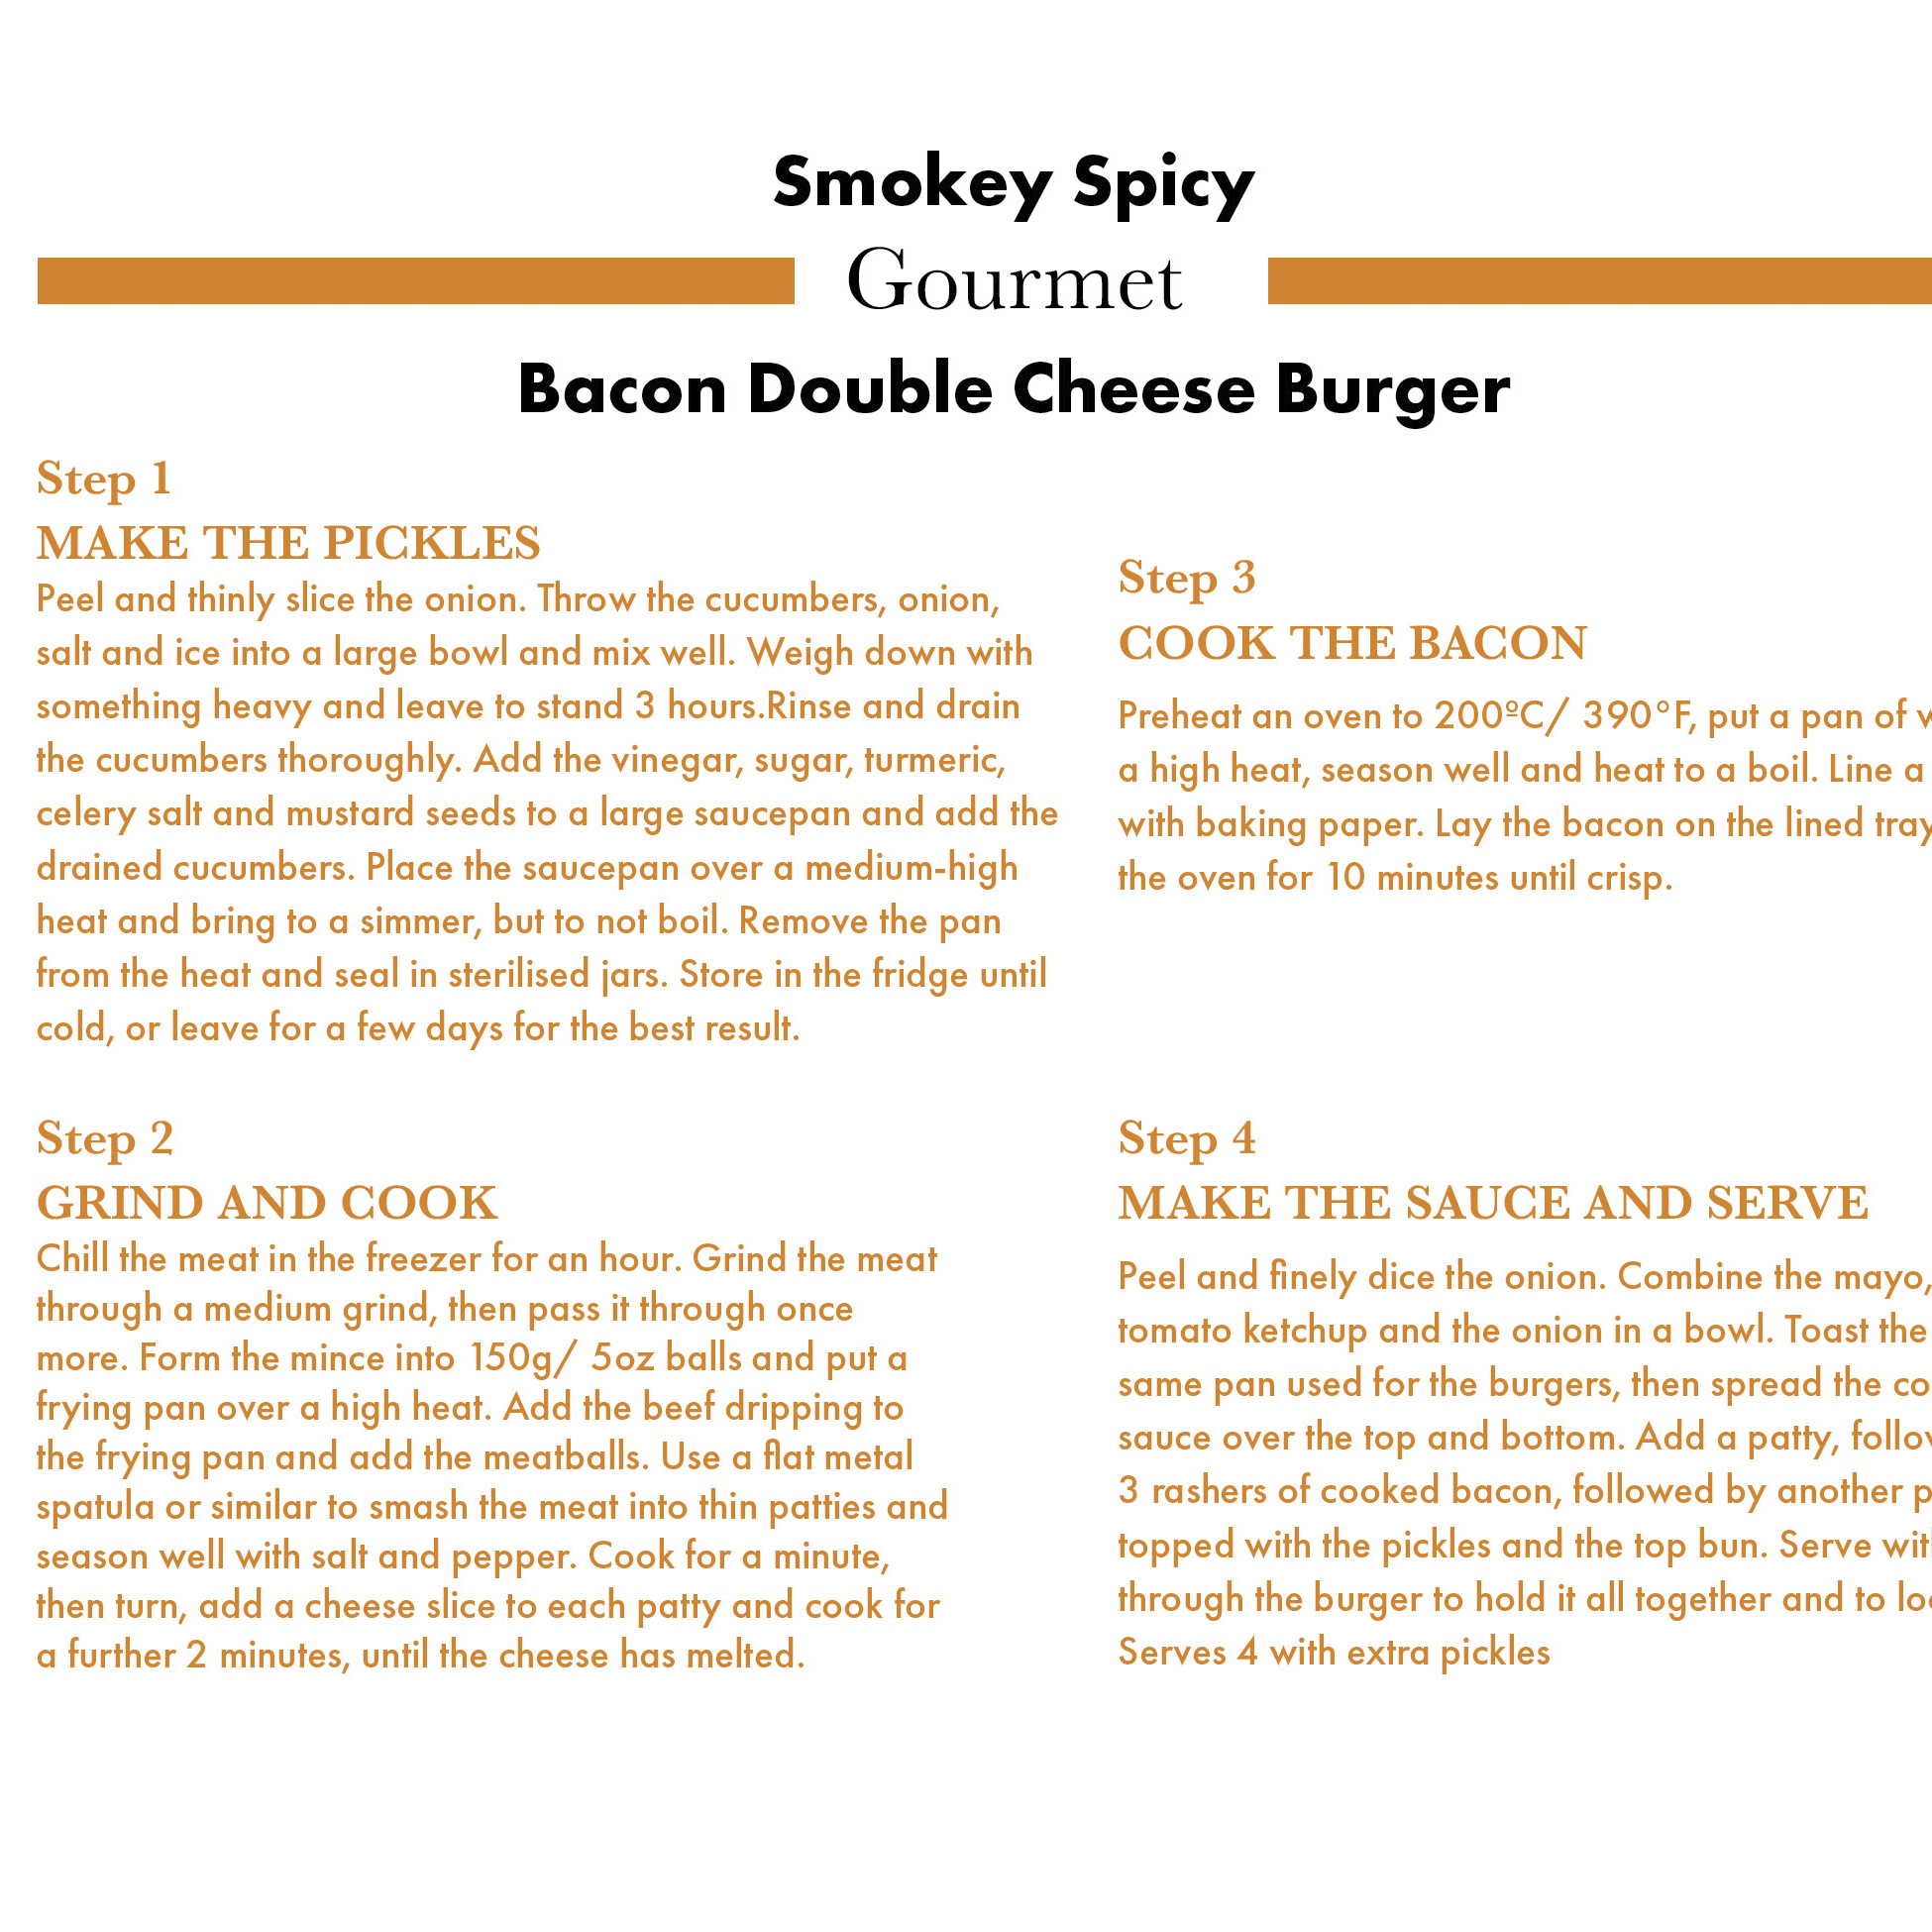 Smokey Spicy
Gourmet
Bacon Double Cheese Burger
Step 1
MAKE THE PICKLES
Peel and thinly slice the onion. Throw the cucumbers, onion,
salt and ice into a large bowl and mix well. Weigh down with
something heavy and leave to stand 3 hours.Rinse and drain
the cucumbers thoroughly. Add the vinegar, sugar, turmeric,
celery salt and mustard seeds to a large saucepan and add the
drained cucumbers. Place the saucepan over a medium-high
heat and bring to a simmer, but to not boil. Remove the pan
from the heat and seal in sterilised jars. Store in the fridge until
cold, or leave for a few days for the best result.
Step 2
GRIND AND COOK
Chill the meat in the freezer for an hour. Grind the meat
through a medium grind, then pass it through once
more. Form the mince into 150g/ 5oz balls and put a
frying pan over a high heat. Add the beef dripping to
the frying pan and add the meatballs. Use a flat metal
spatula or similar to smash the meat into thin patties and
season well with salt and pepper. Cook for a minute,
then turn, add a cheese slice to each patty and cook for
a further 2 minutes, until the cheese has melted.
Step 3
COOK THE BACON
Preheat an oven to 200ºC/ 390°F, put a pan of
a high heat, season well and heat to a boil. Line a
with baking paper. Lay the bacon on the lined tray
the oven for 10 minutes until crisp.
Step 4
MAKE THE SAUCE AND SERVE
Peel and finely dice the onion. Combine the mayo,
tomato ketchup and the onion in a bowl. Toast the
same pan used for the burgers, then spread the
sauce over the top and bottom. Add a patty,
3 rashers of cooked bacon, followed by another
topped with the pickles and the top bun. Serve
through the burger to hold it all together and to
Serves 4 with extra pickles